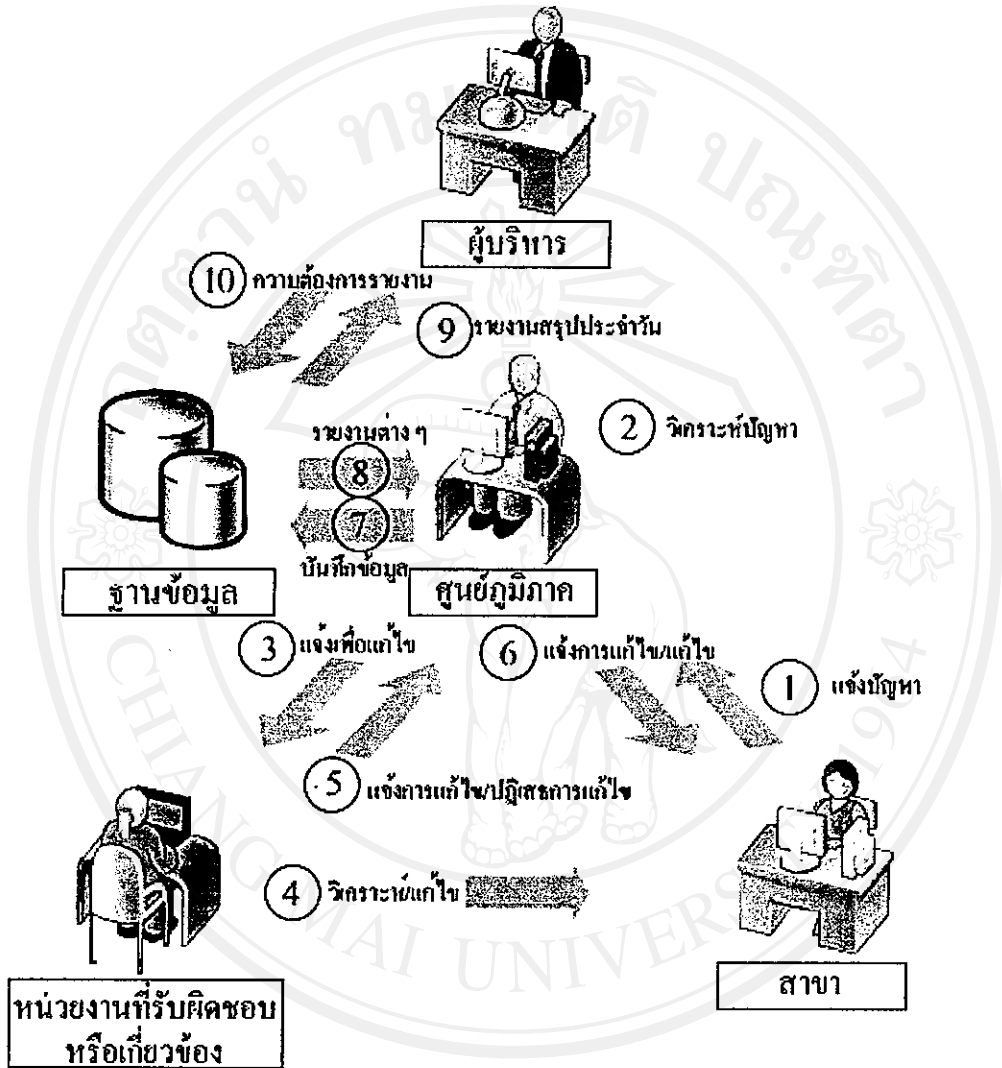 ผู้บริหาร
10 ความต้องการรายงาน
9 รายงานสรุปประจำวัน
2 วิเคราะห์ปัญหา
รายงานต่าง ๆ
8
7
บันทึกข้อมูล
ฐานข้อมูล
ศูนย์ภูมิภาค
3 แจ้งเพื่อแก้ไข
6 แจ้งการแก้ไข/แก้ไข
1 แจ้งปัญหา
5 แจ้งการแก้ไข/ปฏิเสธการแก้ไข
4 วิเคราะห์/แก้ไข
สาขา
หน่วยงานที่รับผิดชอบ
หรือเกี่ยวข้อง
CHIANG MAI UNIVERSITY 1964